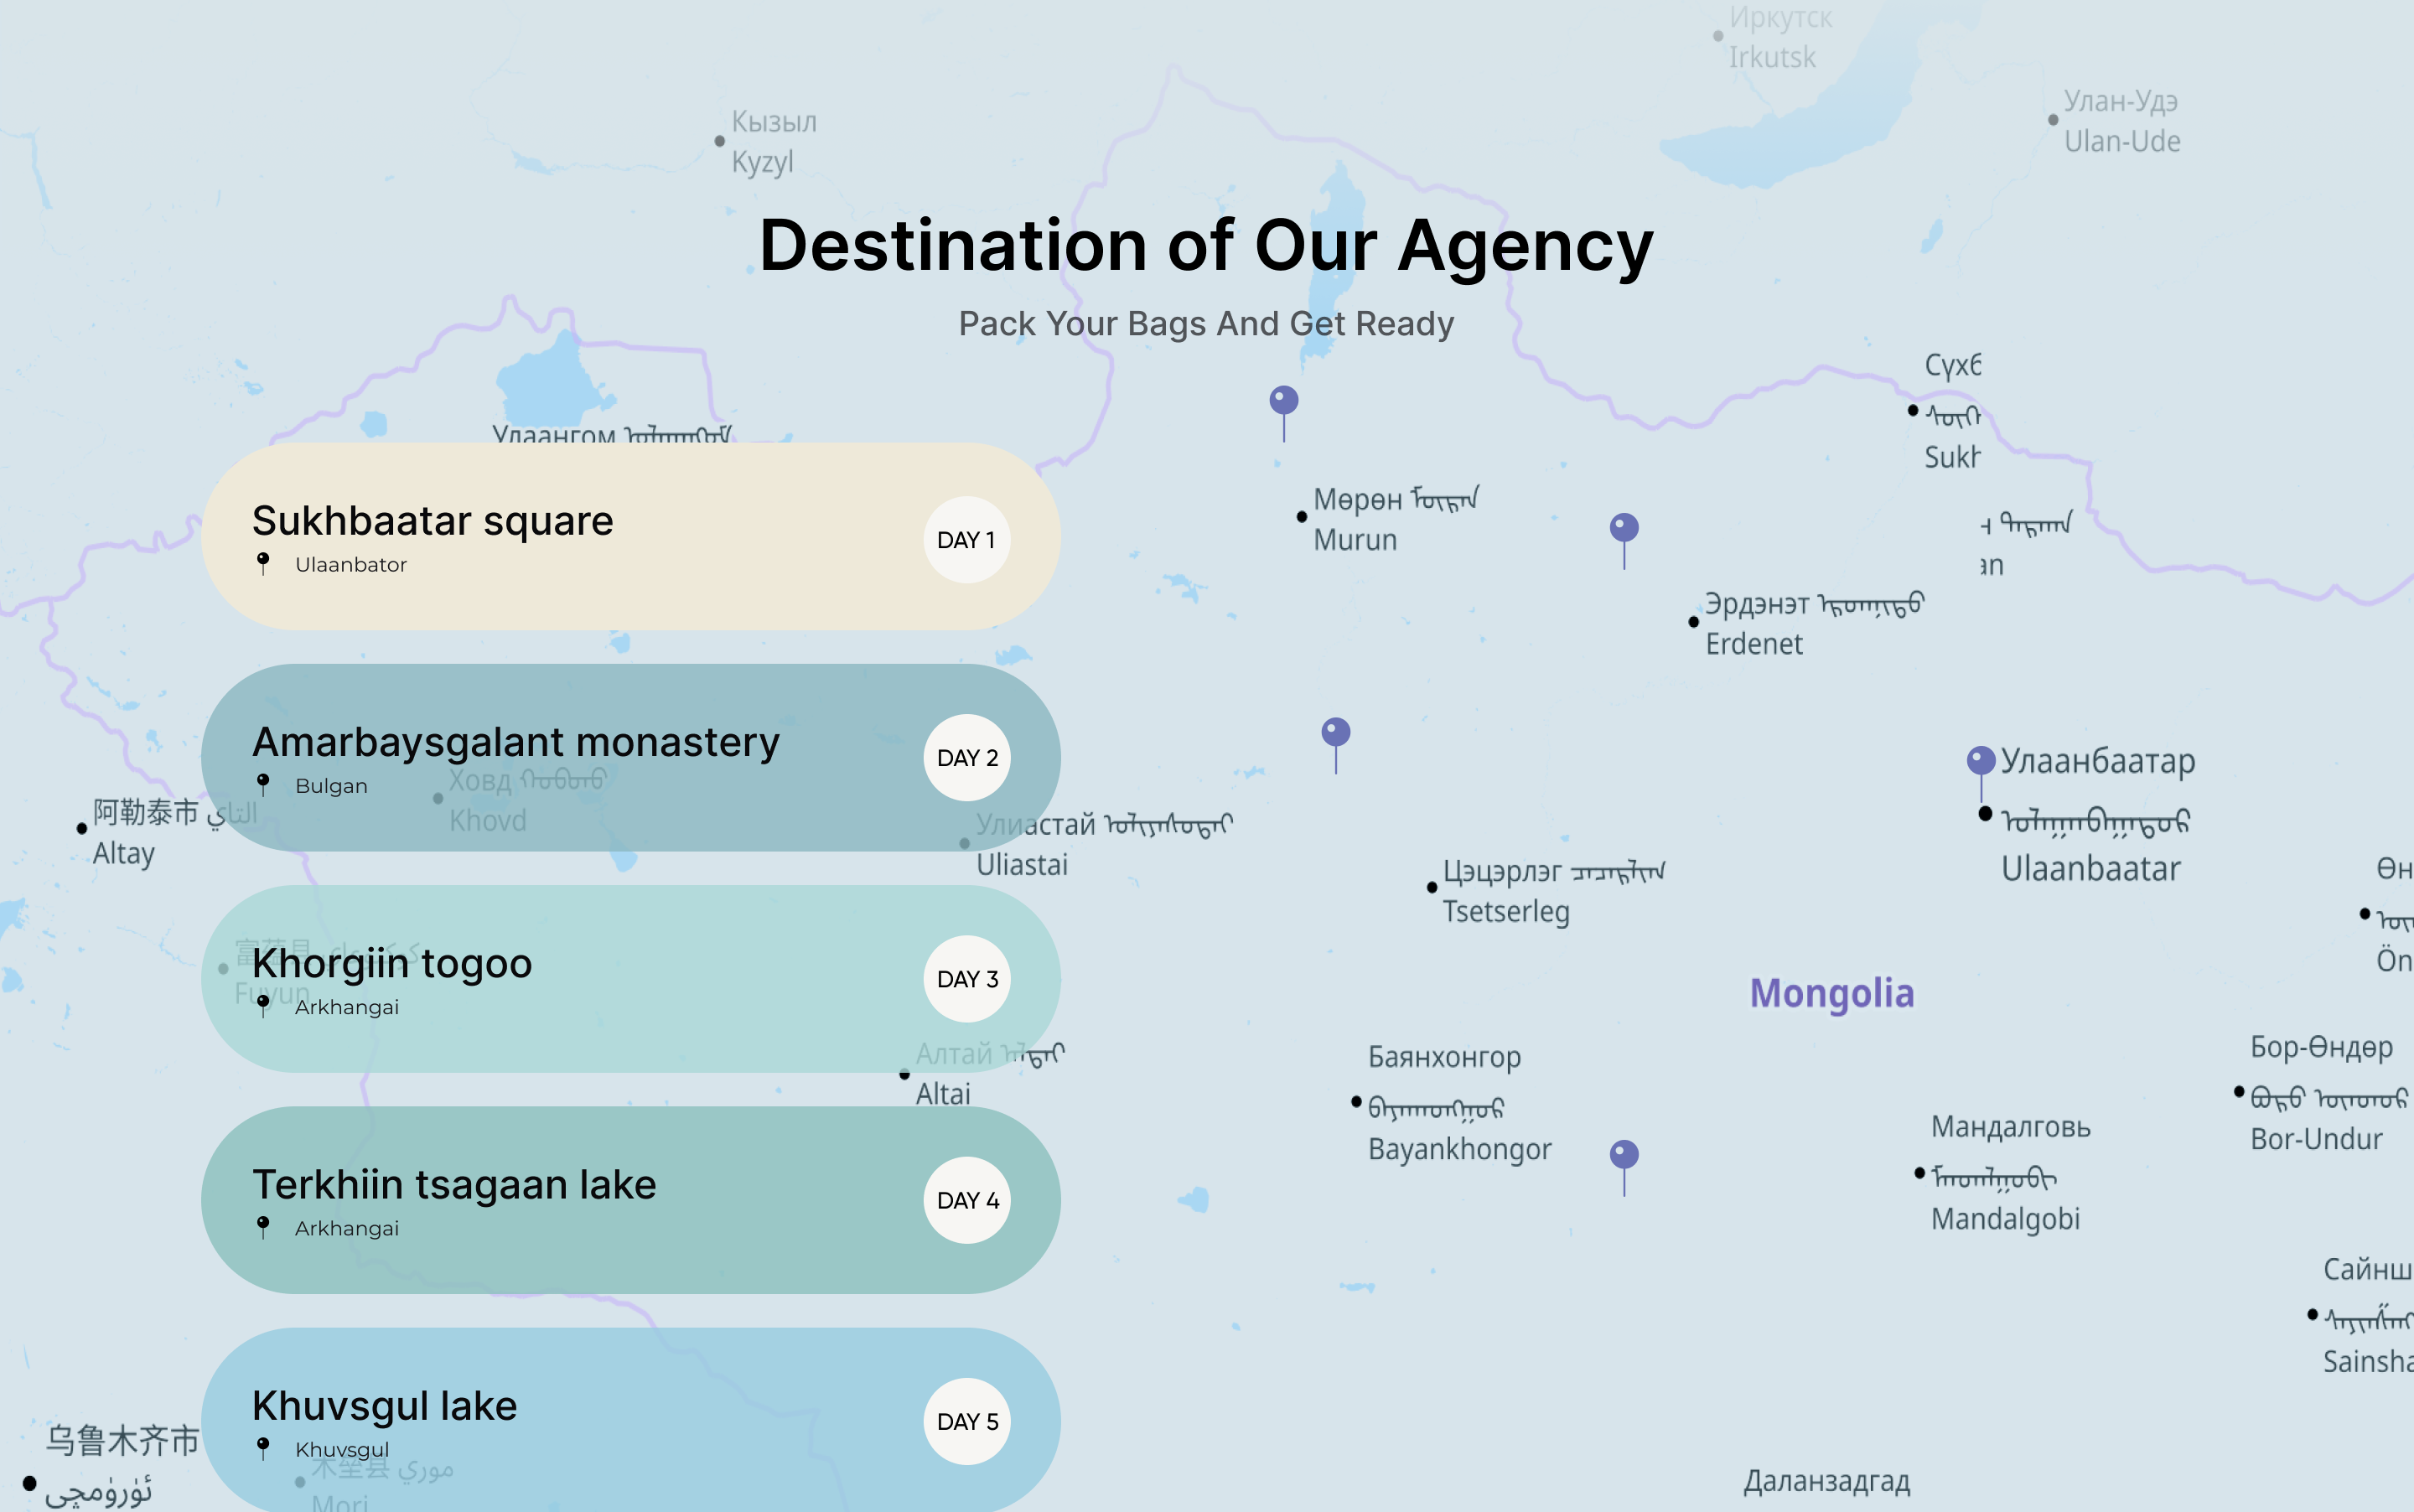 Иркутск
Irkutsk
Улан-Удэ
Ulan-Ude
Кызыл
Kyzyl
Destination of Our Agency
Pack Your Bags And Get Ready
Сүхб
Sukh
Улаангом
Sukhbaatar square
Ulaanbator
DAY 1
Мөрөн
Murun
an
Эрдэнэт
Erdenet
Amarbaysgalant monastery
Bulgan
DAY 2
Ховд
Khovd
阿勒泰市 التاي
Altay
Улиастай
Uliastai
Улаанбаатар
Ulaanbaatar
Цэцэрлэг
Tsetserleg
Өн
Ön
Khorgiin togoo
Arkhangai
DAY 3
富蕴县
Fuyun
Mongolia
Алтай
Altai
Баянхонгор
Bayankhongor
Бор-Өндөр
Bor-Undur
Мандалговь
Mandalgobi
Terkhiin tsagaan lake
Arkhangai
DAY 4
Сайнш
Sainsha
Khuvsgul lake
Khuvsgul
DAY 5
乌鲁木齐市
ئۈرۈمچى
木垒县 موري
Mori
Даланзадгад